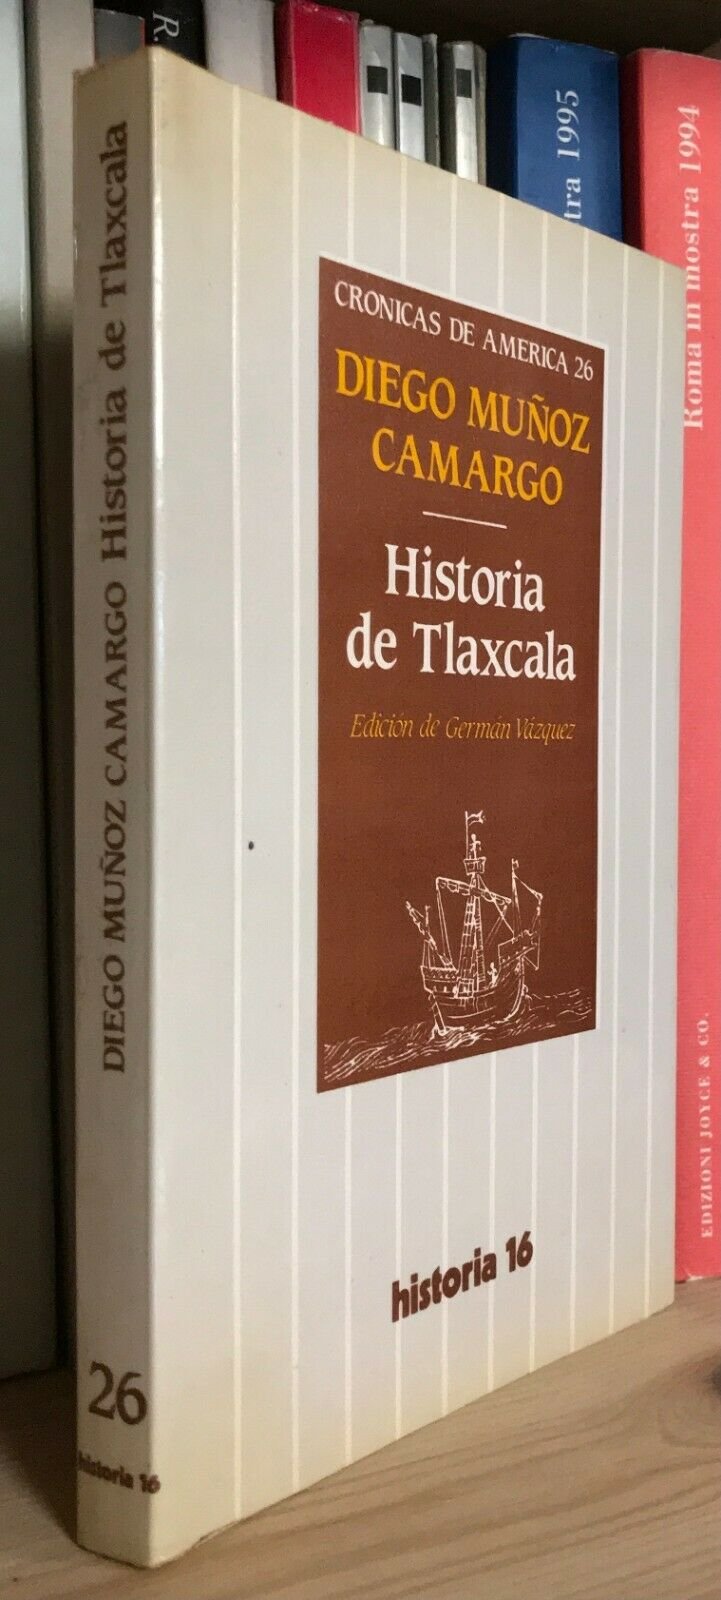 CRONICAS DE AMERICA 26
DIEGO MUÑOZ
CAMARGO
Historia
de Tlaxcala
Edición de Germán Vázquez
historia 16
DIEGO MUÑOZ CAMARGO Historia de Tlaxcala
26
historia 16
R.
tra 1995
Roma in mostra 1994
EDIZIONI JOYCE & CO.